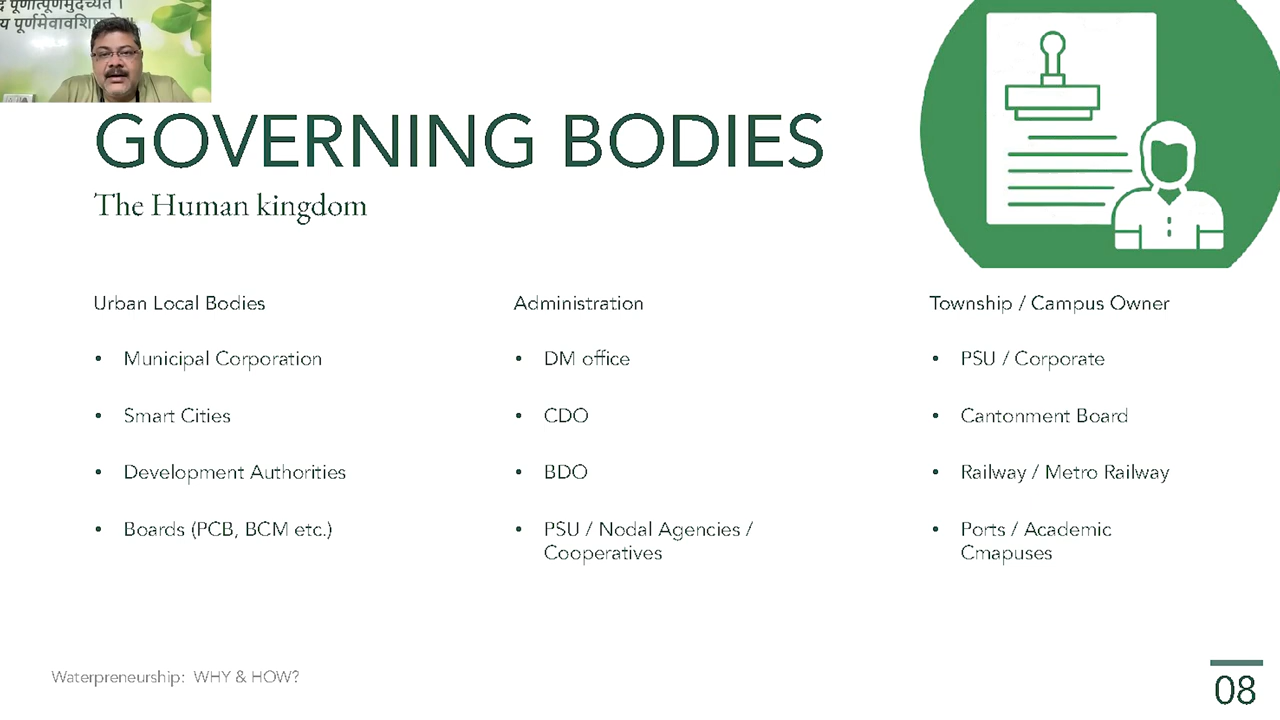 पूर्णात्पूर्णमुदच्यते ।
पूर्णमेवावशिष्यते ॥
GOVERNING BODIES
The Human kingdom
Urban Local Bodies
• Municipal Corporation
• Smart Cities
• Development Authorities
• Boards (PCB, BCM etc.)
Administration
• DM office
• CDO
• BDO
• PSU / Nodal Agencies /
Cooperatives
Township / Campus Owner
• PSU / Corporate
• Cantonment Board
• Railway / Metro Railway
• Ports / Academic
Cmapuses
Waterpreneurship: WHY & HOW?
08